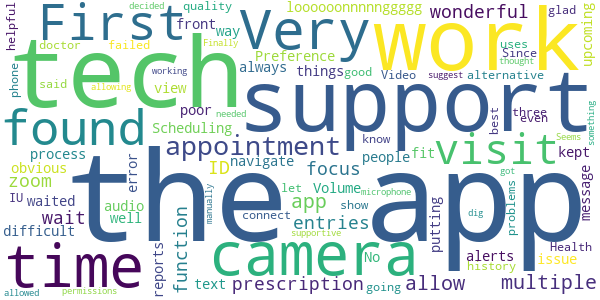 decided
quality
loooooonnnnnggggg
helpful
First
Very
work
wonderful
glad
front
way
upcoming
doctor
failed
Preference
Since
uses
Finally
always
things
good
Video
alternative
thought
phone
said
working
suggest
tech
support
allowing
view
poor
needed
three
even
best
something
found
Scheduling
appointment
know
visit
Seems
process
ID
navigate
people
fit
kept
obvious
focus
got
zoom
error
the app
let
Volume
microphone
message
IU
waited
audio
app
entries
putting
problems
wait
well
manually
connect
show
dig
difficult
function
supportive
No
alerts
Health
time
reports
camera
going
history
issue
text
prescription
allow
multiple
allowed
permissions